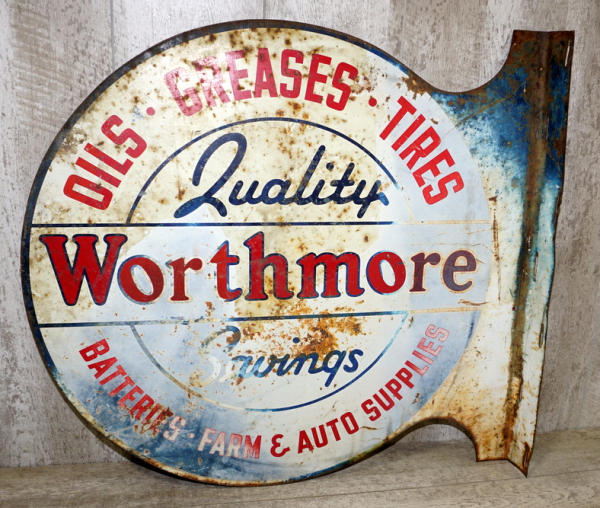 OILS · GREASES · TIRES
Quality
Worthmore
Savings
BATTERIES · FARM & AUTO SUPPLIES